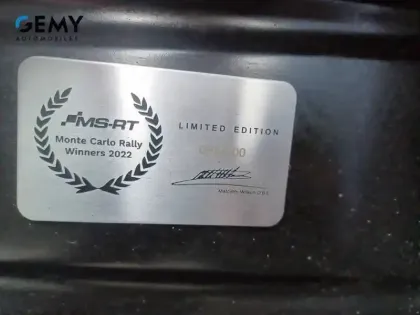 GEMY
AUTOMOBILES
MS-RT
LIMITED EDITION
Monte Carlo Rally
Winners 2022